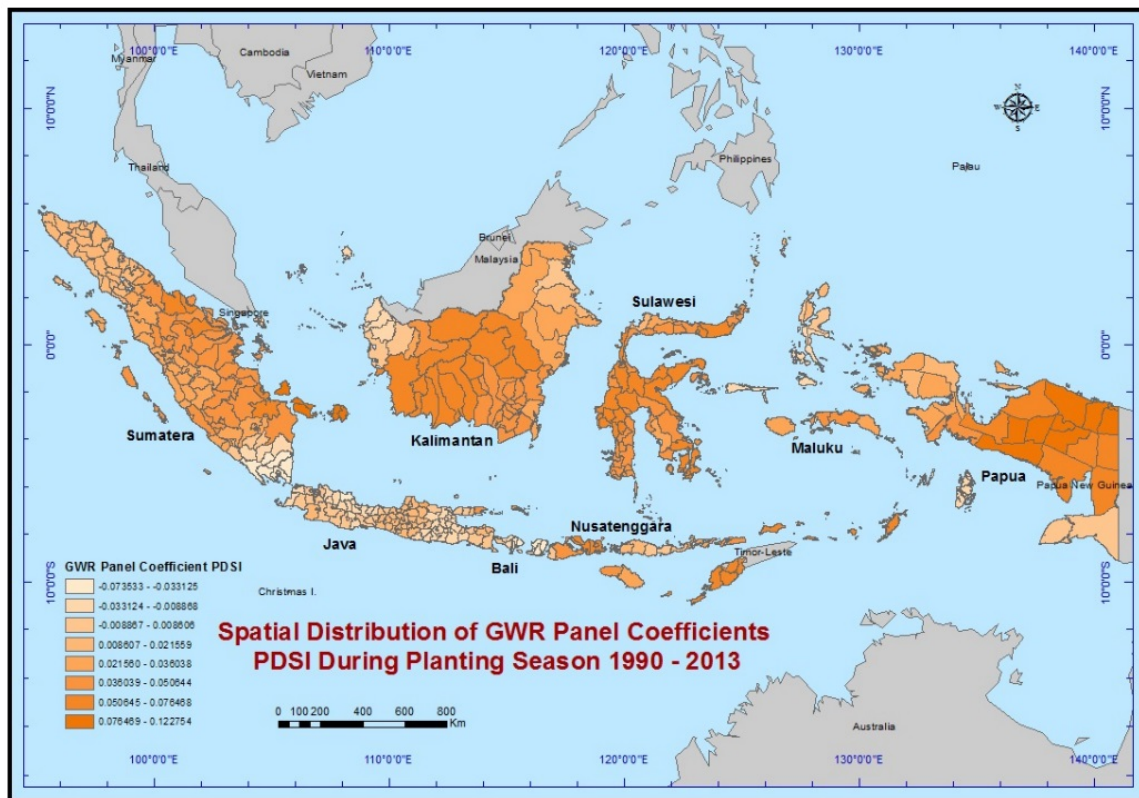 100°0'0"E 110°0'0"E 120°0'0"E 130°0'0"E 140°0'0"E
Myanmar
Cambodia
Vietnam
10°0'0"N
10°0'0"N
N
W E
S
Thailand
Philippines
Palau
Brunei
Malaysia
Singapore
Sulawesi
0°0'0"
0°0'0"
Sumatera
Kalimantan
Maluku
Papua
Papua New Guinea
Nusatenggara
Java
Bali
Timor-Leste
10°0'0"S
10°0'0"S
GWR Panel Coefficient PDSI
-0.073533 - -0.033125
-0.033124 - -0.008868
-0.008867 - 0.008606
0.008607 - 0.021559
0.021560 - 0.036038
0.036039 - 0.050644
0.050645 - 0.076468
0.076469 - 0.122754
Christmas I.
Spatial Distribution of GWR Panel Coefficients
PDSI During Planting Season 1990 - 2013
0 100 200 400 600 800
Km
Australia
100°0'0"E 110°0'0"E 120°0'0"E 130°0'0"E 140°0'0"E